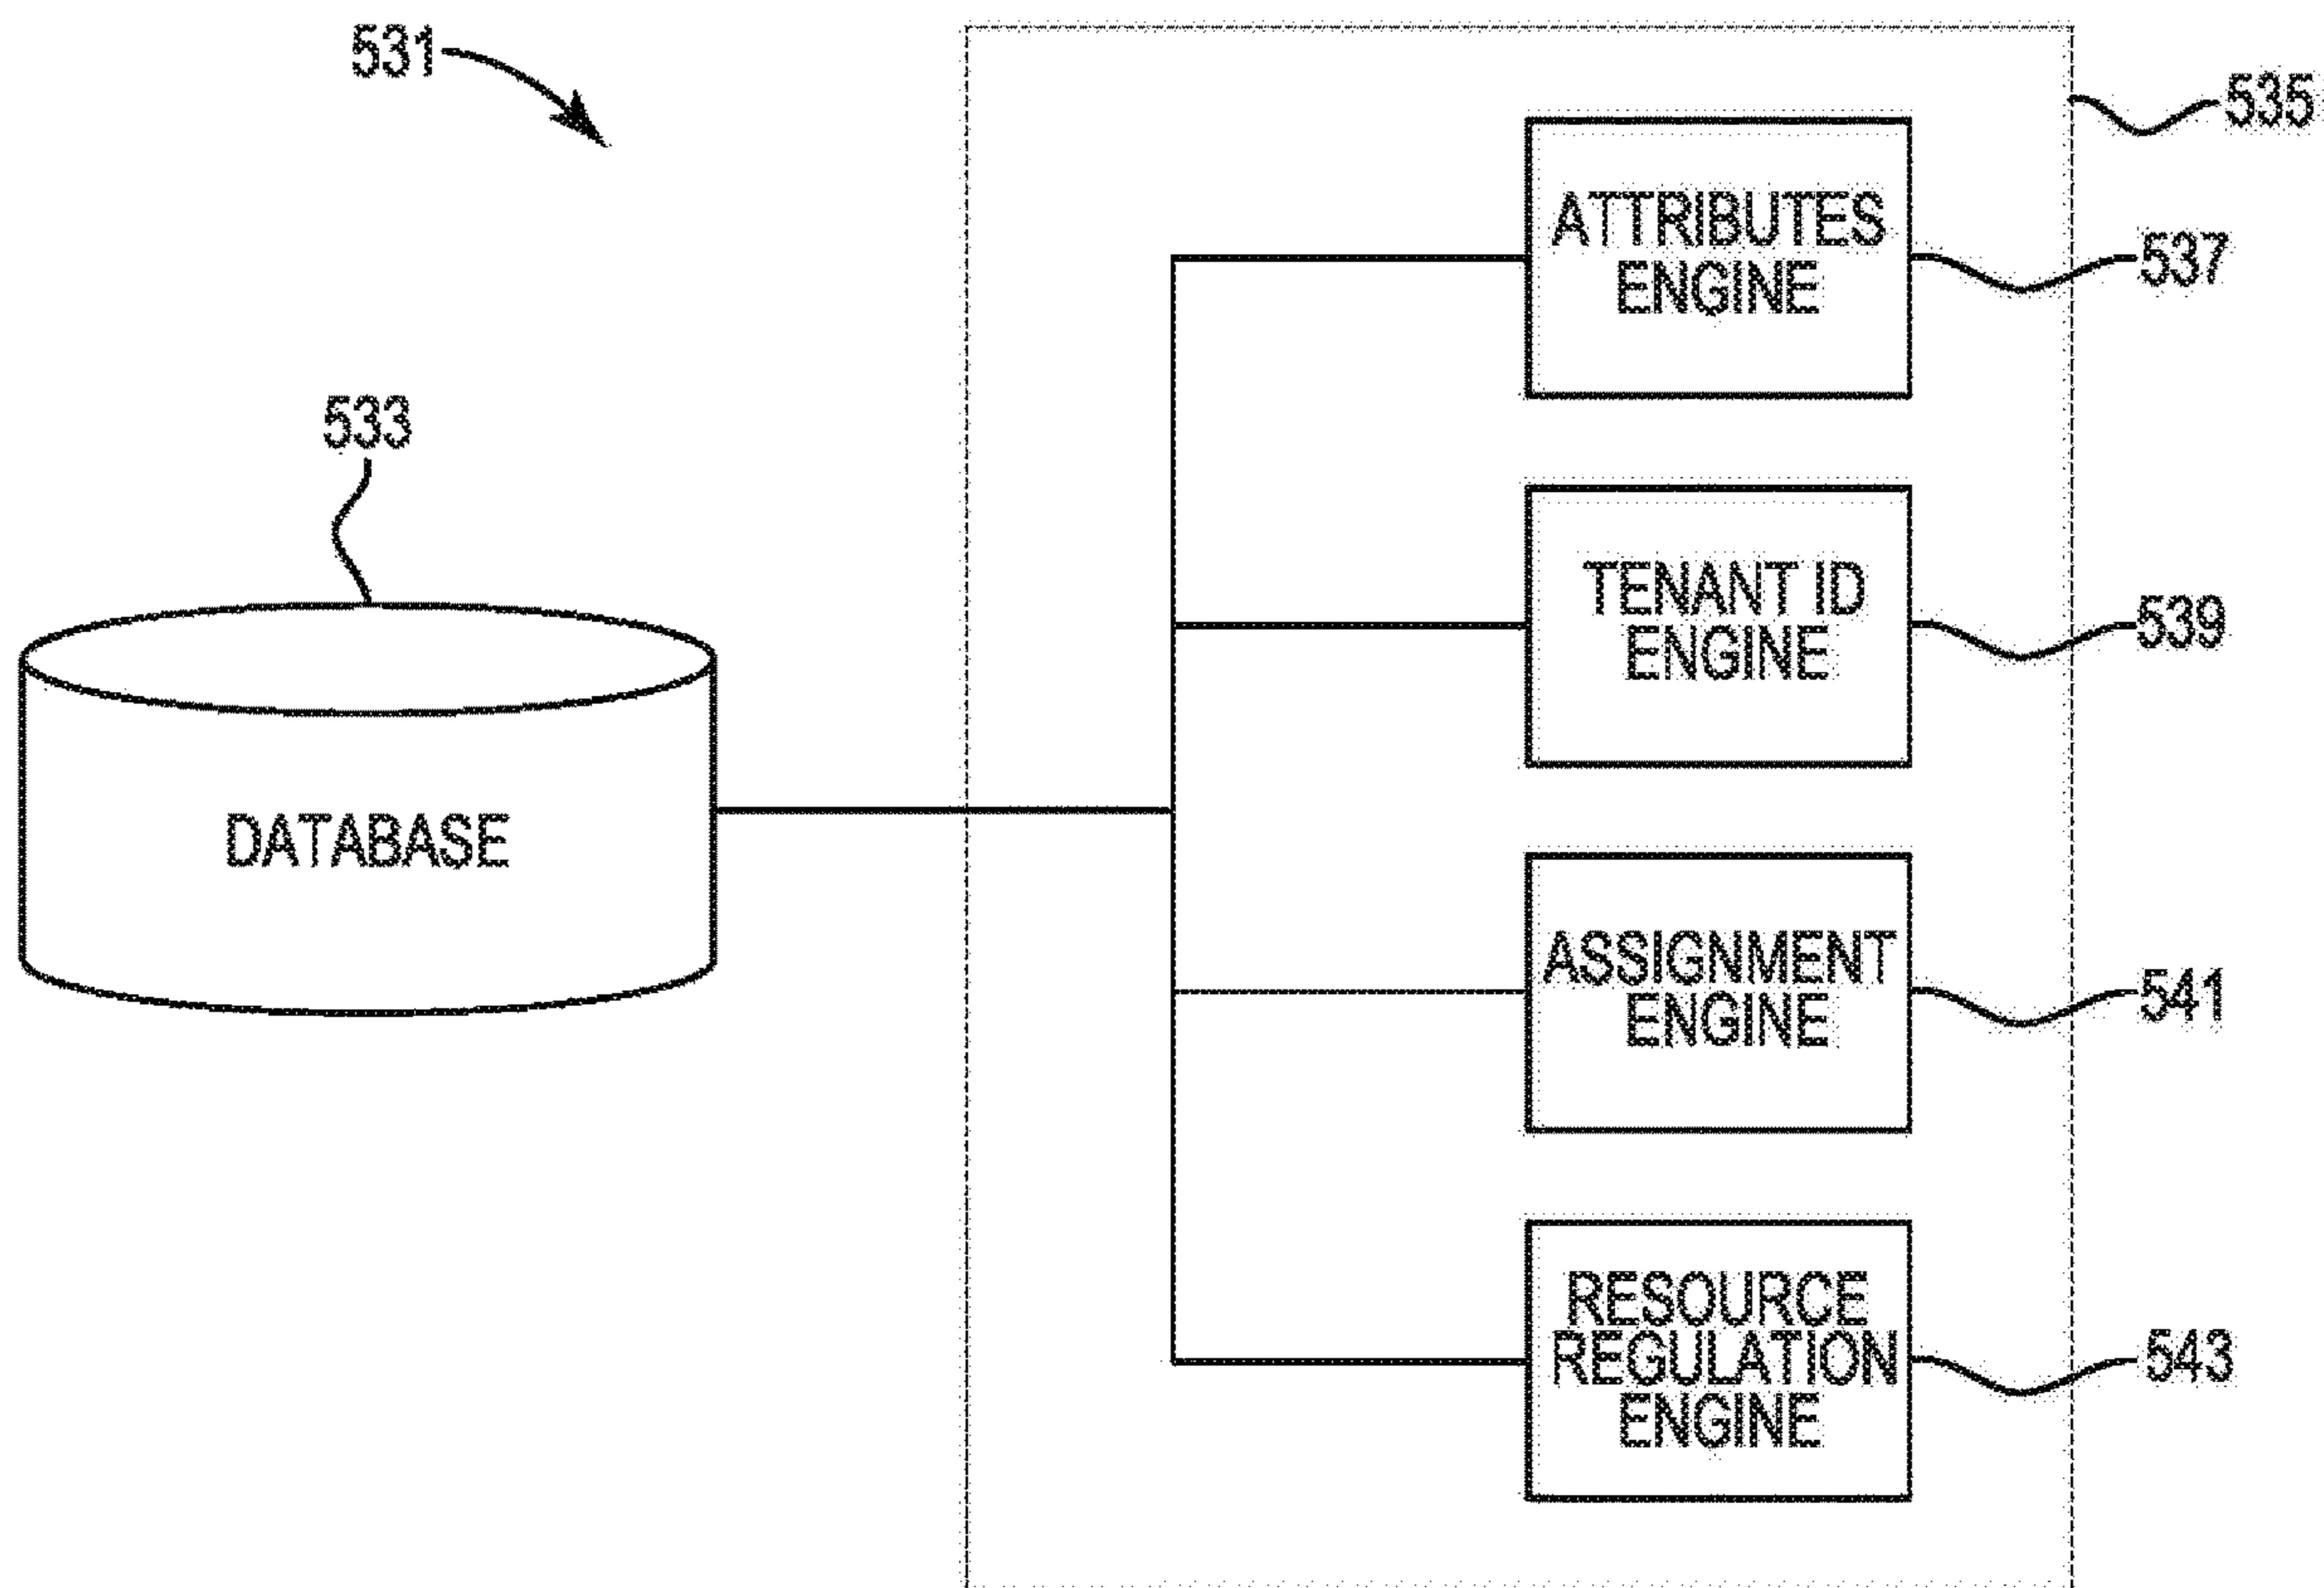 531
535
ATTRIBUTES
ENGINE
537
533
TENANT ID
ENGINE
539
DATABASE
ASSIGNMENT
ENGINE
541
RESOURCE
REGULATION
ENGINE
543